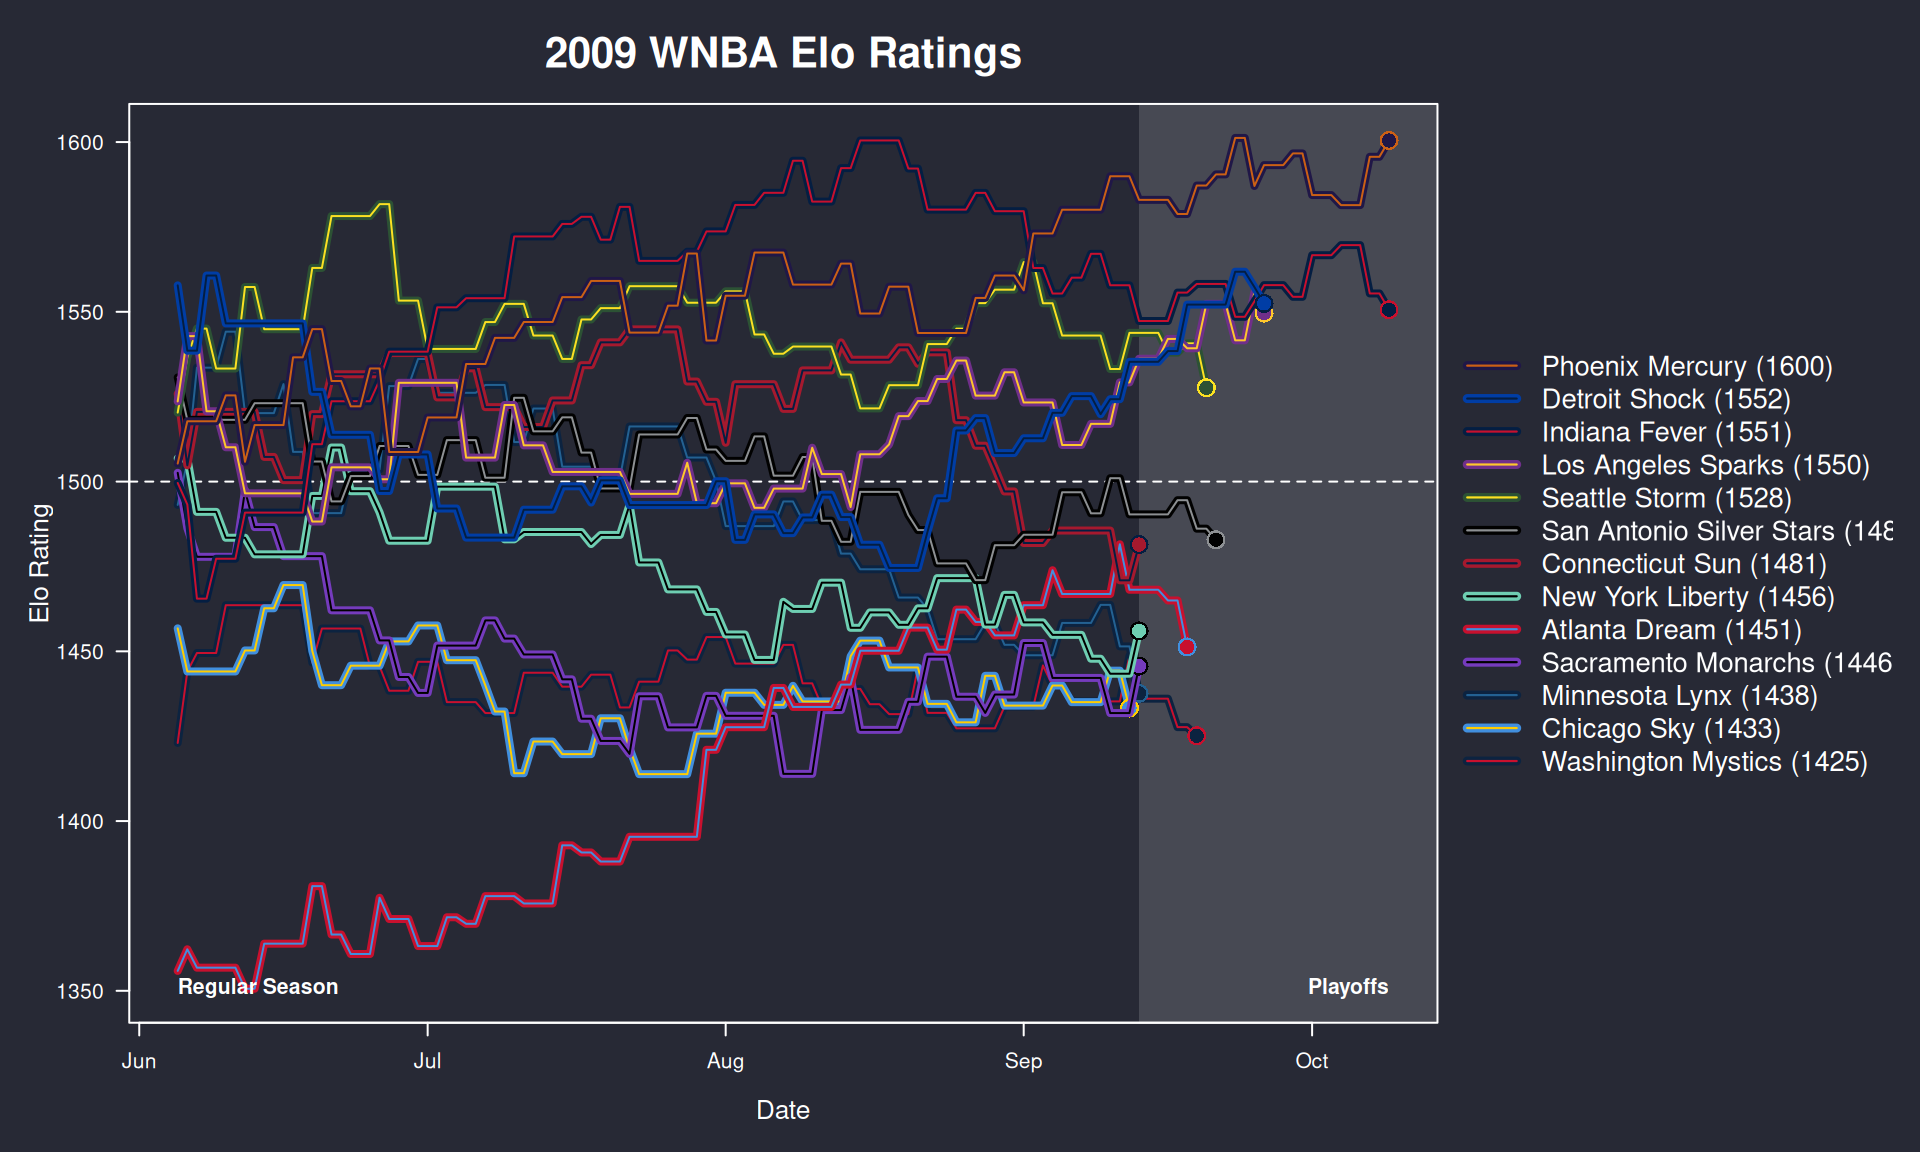 2009 WNBA Elo Ratings
Elo Rating
1600
1550
1500
1450
1400
1350
Regular Season
Playoffs
Jun
Jul
Aug
Sep
Oct
Date
Phoenix Mercury (1600)
Detroit Shock (1552)
Indiana Fever (1551)
Los Angeles Sparks (1550)
Seattle Storm (1528)
San Antonio Silver Stars (148
Connecticut Sun (1481)
New York Liberty (1456)
Atlanta Dream (1451)
Sacramento Monarchs (1446
Minnesota Lynx (1438)
Chicago Sky (1433)
Washington Mystics (1425)